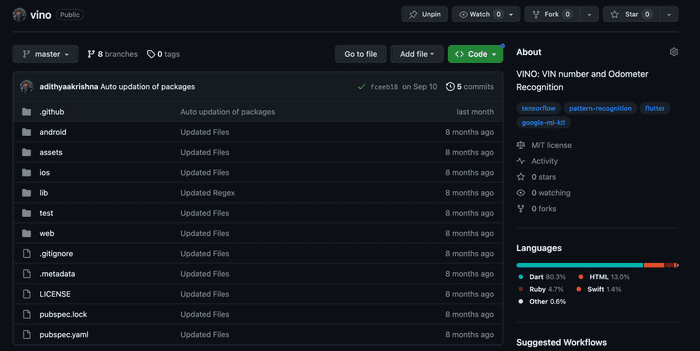 vino Public Unpin Watch 0 Fork 0 Star 0
master 8 branches 0 tags Go to file Add file Code
adithyaakrishna Auto updation of packages fceeb18 on Sep 10 5 commits
.github Auto updation of packages last month
android Updated Files 8 months ago
assets Updated Files 8 months ago
ios Updated Files 8 months ago
lib Updated Regex 8 months ago
test Updated Files 8 months ago
web Updated Files 8 months ago
.gitignore Updated Files 8 months ago
.metadata Updated Files 8 months ago
LICENSE Updated Files 8 months ago
pubspec.lock Updated Files 8 months ago
pubspec.yaml Updated Files 8 months ago
About
VINO: VIN number and Odometer
Recognition
tensorflow pattern-recognition flutter
google-ml-kit
MIT license
Activity
0 stars
0 watching
0 forks
Languages
Dart 80.3% HTML 13.0%
Ruby 4.7% Swift 1.4%
Other 0.6%
Suggested Workflows